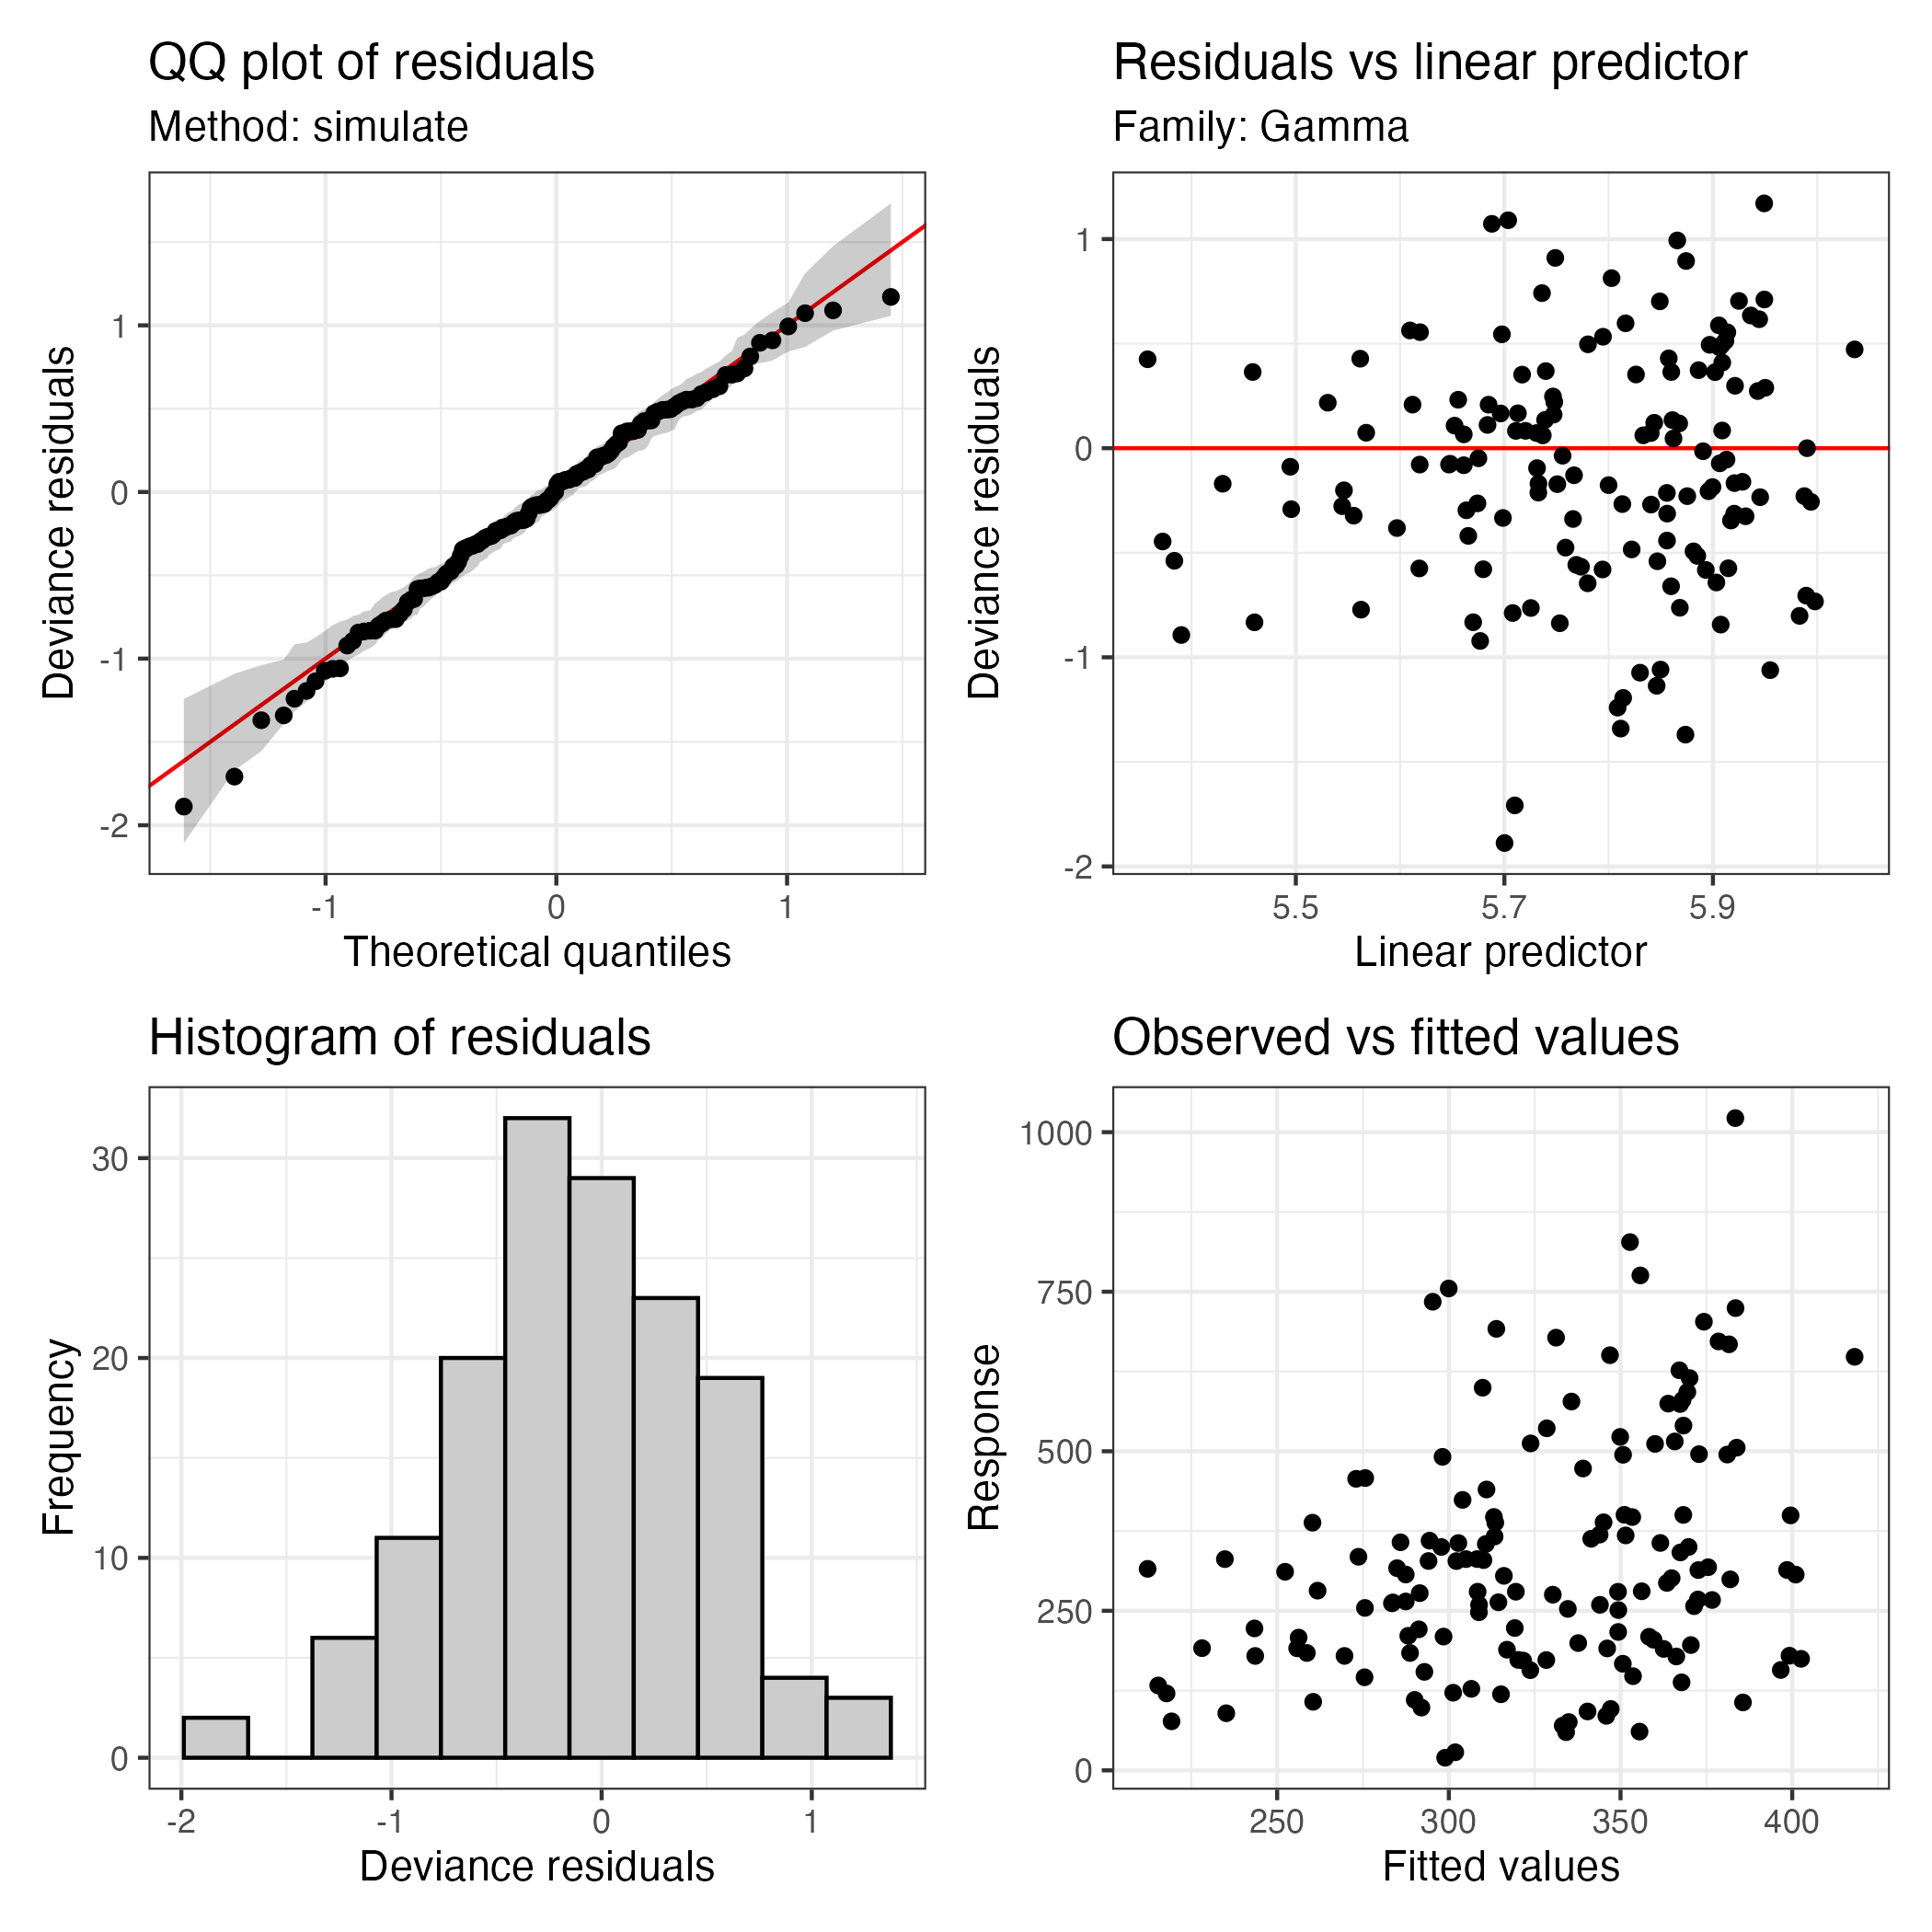 QQ plot of residuals
Method: simulate
Deviance residuals
1
0
-1
-2
-1
0
1
Theoretical quantiles
Residuals vs linear predictor
Family: Gamma
Deviance residuals
1
0
-1
-2
5.5
5.7
5.9
Linear predictor
Histogram of residuals
Frequency
30
20
10
0
-2
-1
0
1
Deviance residuals
Observed vs fitted values
Response
1000
750
500
250
0
250
300
350
400
Fitted values